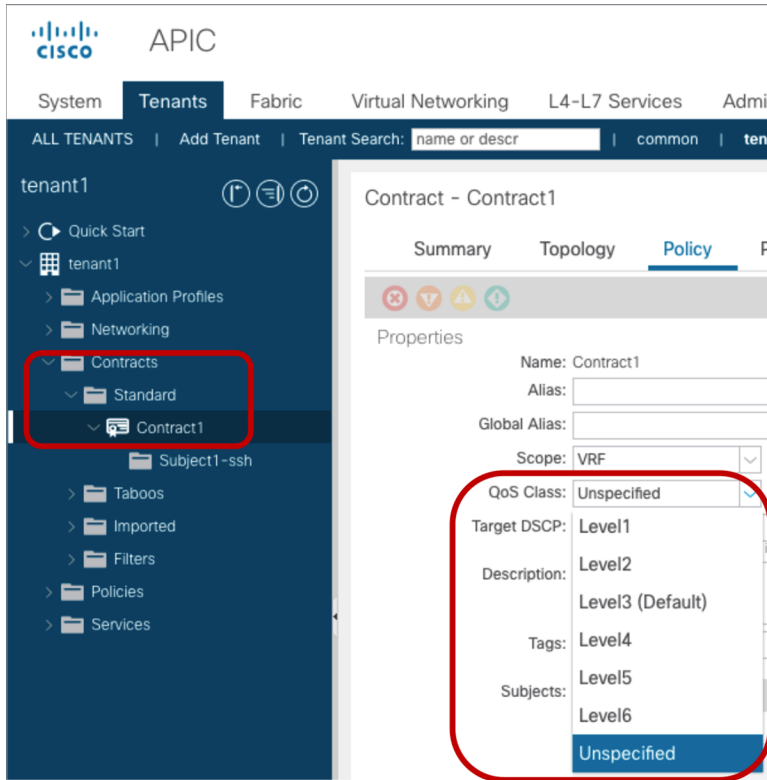 CISCO APIC
System Tenants Fabric Virtual Networking L4-L7 Services Admi
ALL TENANTS | Add Tenant | Tenant Search: name or descr | common | ten
tenant1
Quick Start
tenant1
Application Profiles
Networking
Contracts
Standard
Contract1
Subject1-ssh
Taboos
Imported
Filters
Policies
Services
Contract - Contract1
Summary Topology Policy P
Properties
Name: Contract1
Alias:
Global Alias:
Scope: VRF
QoS Class: Unspecified
Target DSCP:
Description:
Tags:
Subjects:
Level1
Level2
Level3 (Default)
Level4
Level5
Level6
Unspecified